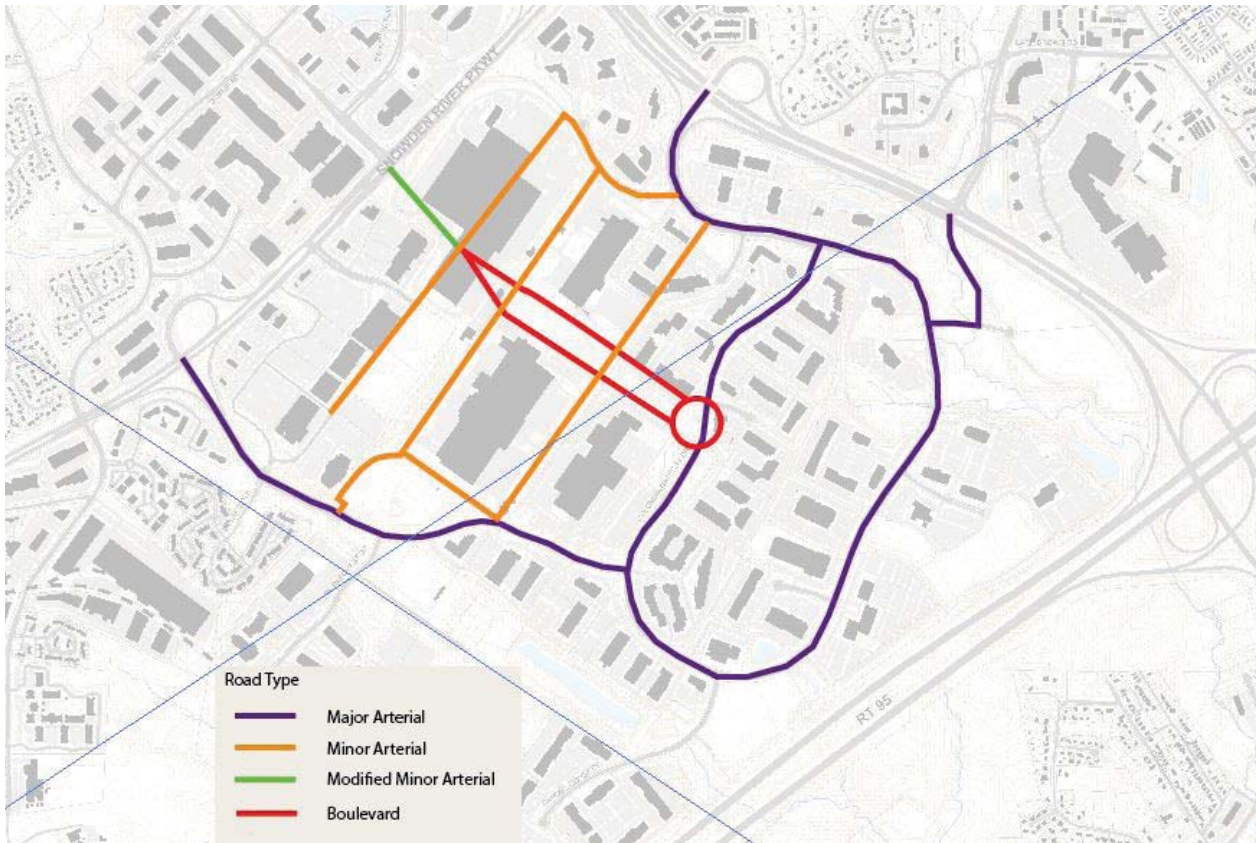 SNOWDEN RIVER PKWY
RT 95
Road Type
Major Arterial
Minor Arterial
Modified Minor Arterial
Boulevard